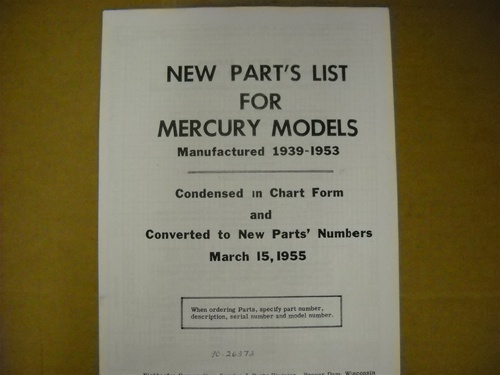 NEW PART'S LIST
FOR
MERCURY MODELS
Manufactured 1939-1953
Condensed in Chart Form
and
Converted to New Parts' Numbers
March 15, 1955
When ordering Parts, specify part number,
description, serial number and model number.
Wisconsin